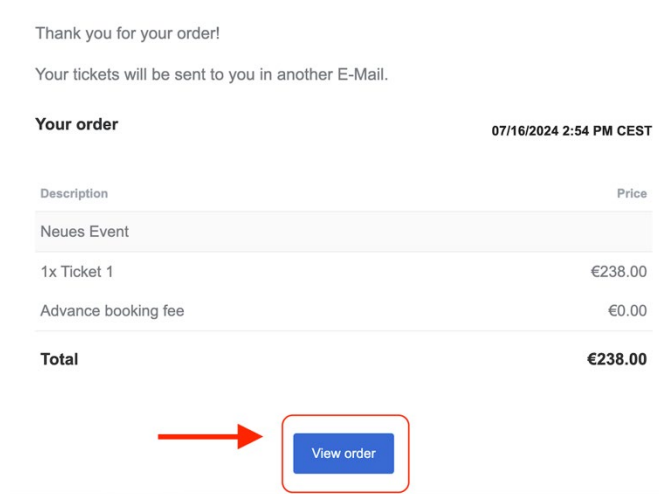 Thank you for your order!
Your tickets will be sent to you in another E-Mail.
Your order 07/16/2024 2:54 PM CEST
Description Price
Neues Event
1x Ticket 1 €238.00
Advance booking fee €0.00
Total €238.00
View order